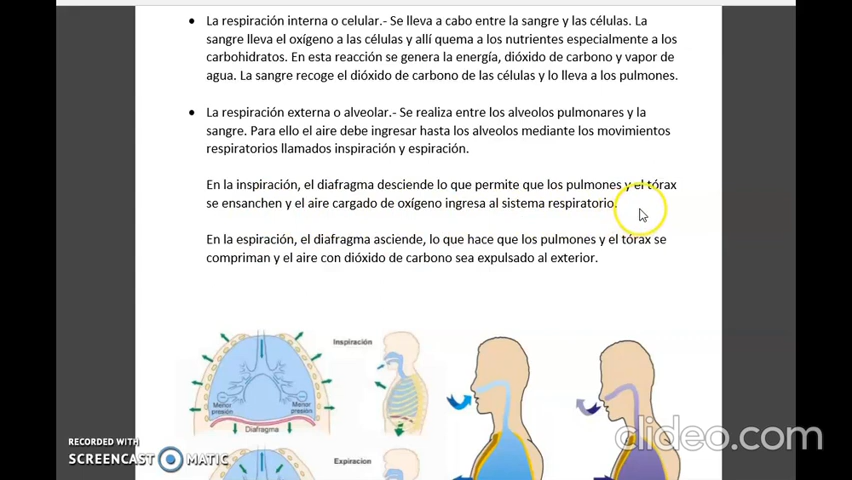 La respiración interna o celular.- Se lleva a cabo entre la sangre y las células. La
sangre lleva el oxígeno a las células y allí quema a los nutrientes especialmente a los
carbohidratos. En esta reacción se genera la energía, dióxido de carbono y vapor de
agua. La sangre recoge el dióxido de carbono de las células y lo lleva a los pulmones.
La respiración externa o alveolar.- Se realiza entre los alveolos pulmonares y la
sangre. Para ello el aire debe ingresar hasta los alveolos mediante los movimientos
respiratorios llamados inspiración y espiración.
En la inspiración, el diafragma desciende lo que permite que los pulmones y el tórax
se ensanchen y el aire cargado de oxígeno ingresa al sistema respiratorio.
En la espiración, el diafragma asciende, lo que hace que los pulmones y el tórax se
compriman y el aire con dióxido de carbono sea expulsado al exterior.
Inspiración
Menor
presión
Menor
presión
Diafragma
Expiracion
RECORDED WITH
SCREENCAST MATIC
clideo.com